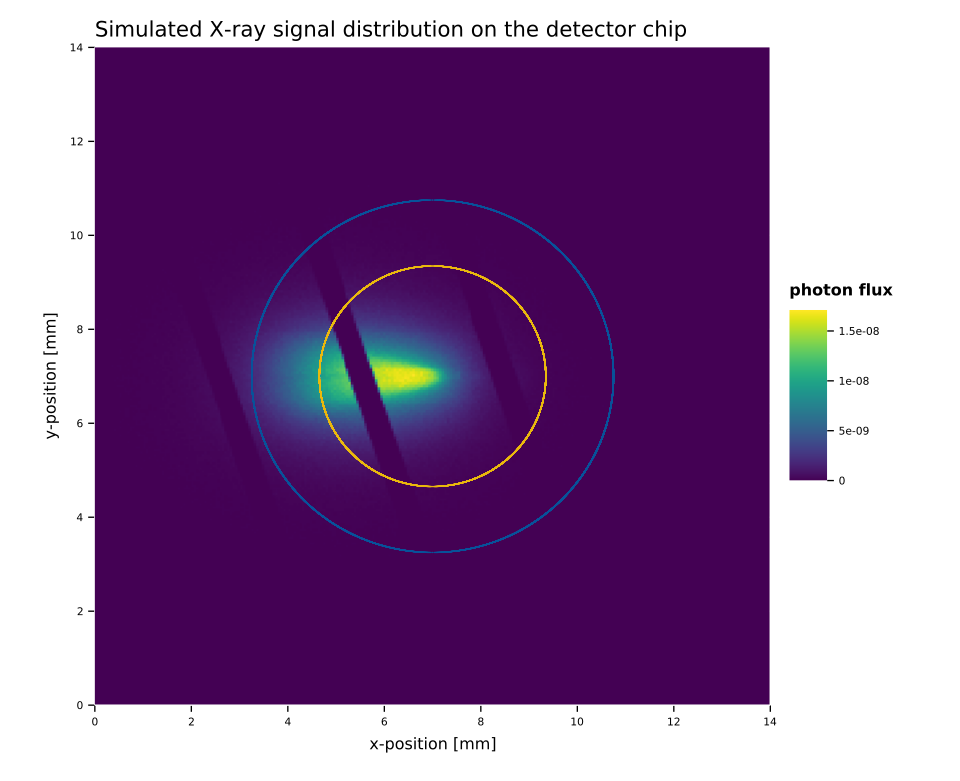 Simulated X-ray signal distribution on the detector chip
14
12
10
8
6
4
2
0
y-position [mm]
0 2 4 6 8 10 12 14
x-position [mm]
photon flux
1.5e-08
1e-08
5e-09
0